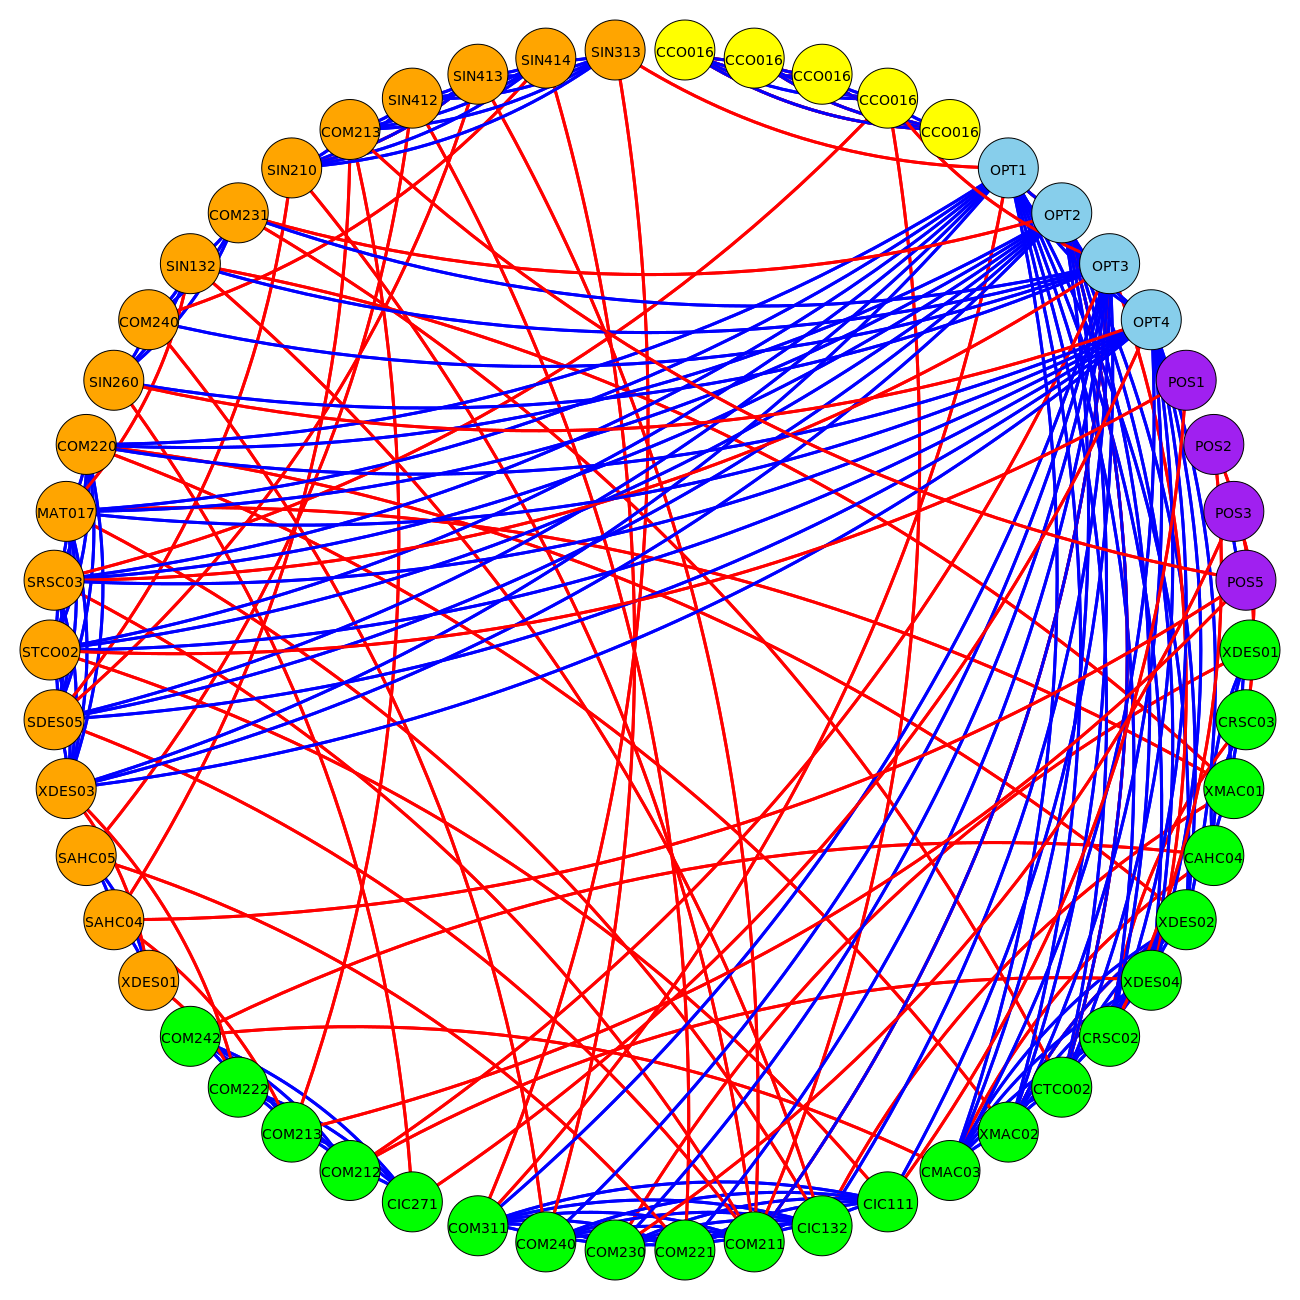 SIN313
CCO016
CCO016
CCO016
CCO016
CCO016
OPT1
OPT2
OPT3
OPT4
POS1
POS2
POS3
POS5
XDES01
CRSC03
XMAC01
CAHC04
XDES02
XDES04
CRSC02
CTCO02
XMAC02
CMAC03
CIC111
CIC132
COM211
COM221
COM230
COM240
COM311
CIC271
COM212
COM213
COM222
COM242
XDES01
SAHC04
SAHC05
XDES03
SDES05
STCO02
SRSC03
MAT017
COM220
SIN260
COM240
SIN132
COM231
SIN210
COM213
SIN412
SIN413
SIN414